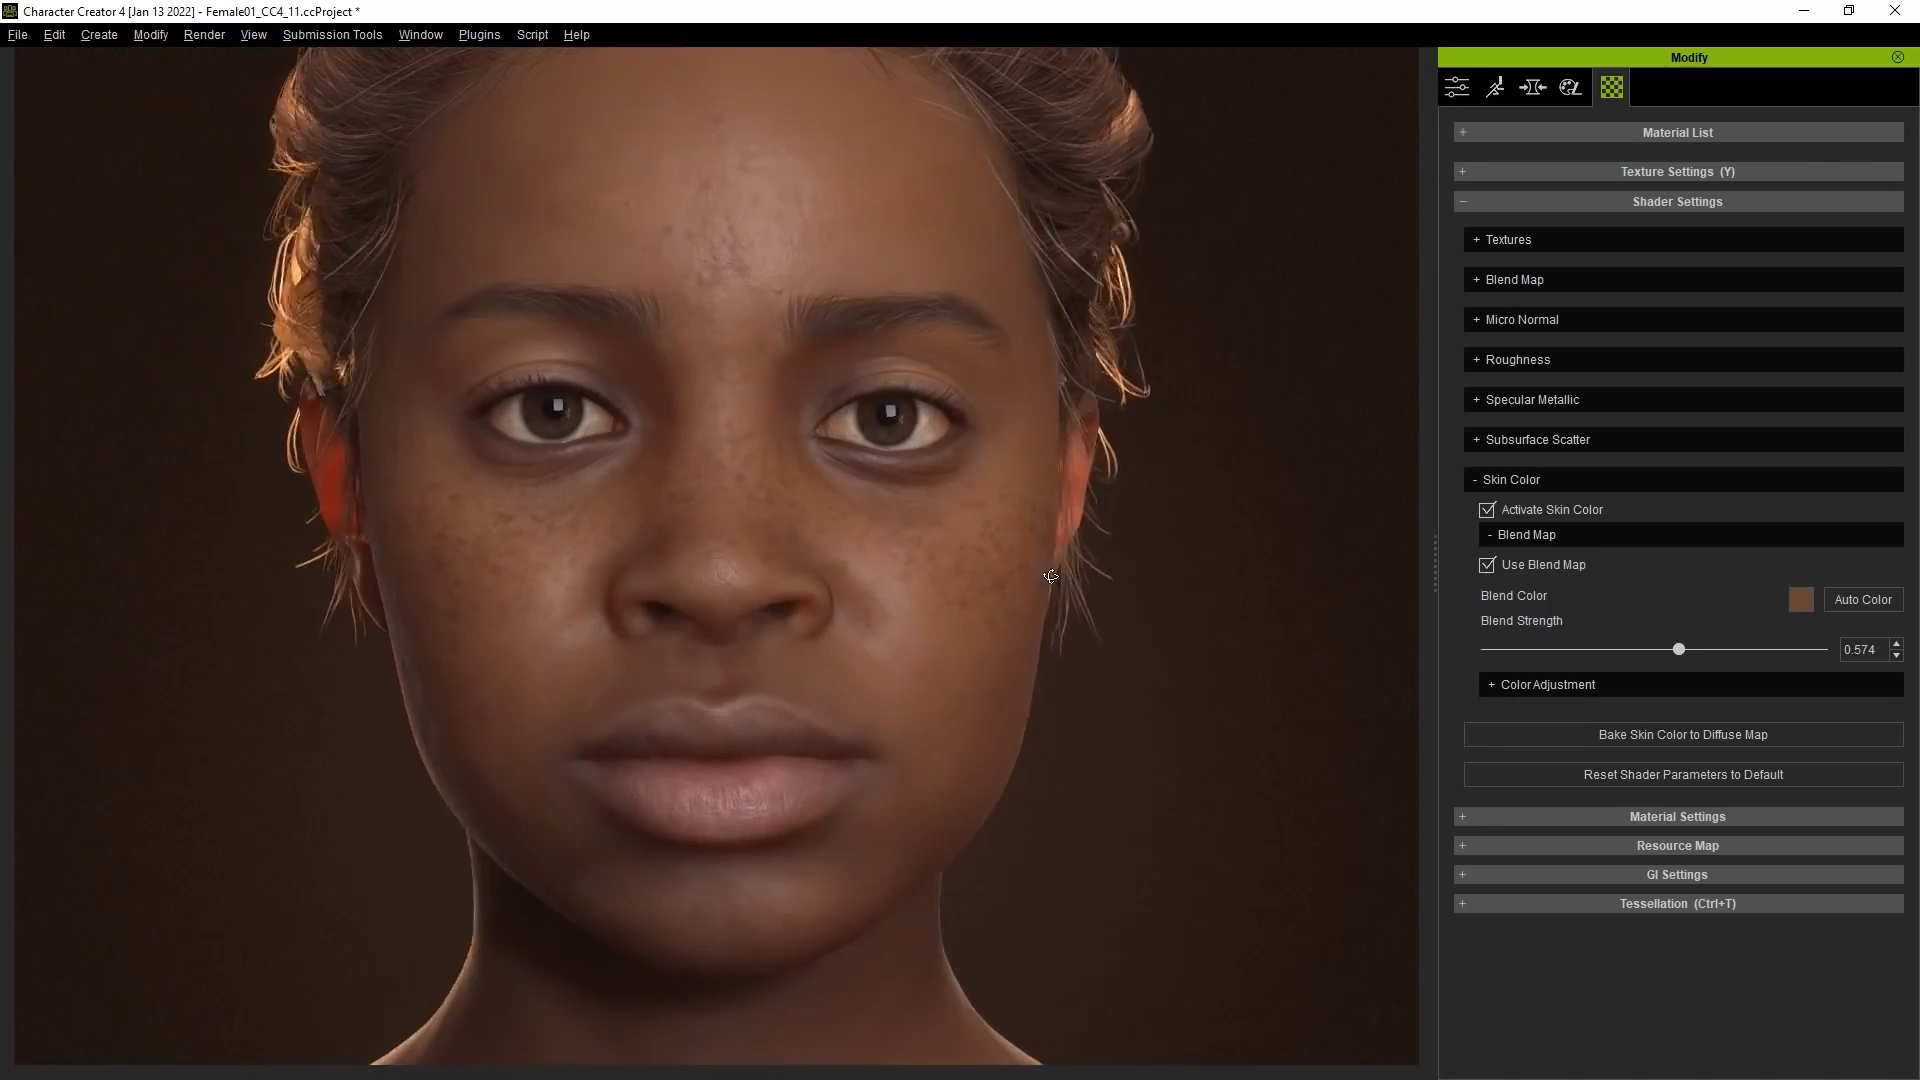 Character Creator 4 [Jan 13 2022] - Female01_CC4_11.ccProject *
File Edit Create Modify Render View Submission Tools Window Plugins Script Help
Modify
+ Material List
+ Texture Settings (Y)
- Shader Settings
+ Textures
+ Blend Map
+ Micro Normal
+ Roughness
+ Specular Metallic
+ Subsurface Scatter
- Skin Color
Activate Skin Color
- Blend Map
Use Blend Map
Blend Color Auto Color
Blend Strength
0.574
+ Color Adjustment
Bake Skin Color to Diffuse Map
Reset Shader Parameters to Default
+ Material Settings
+ Resource Map
+ GI Settings
+ Tessellation (Ctrl+T)